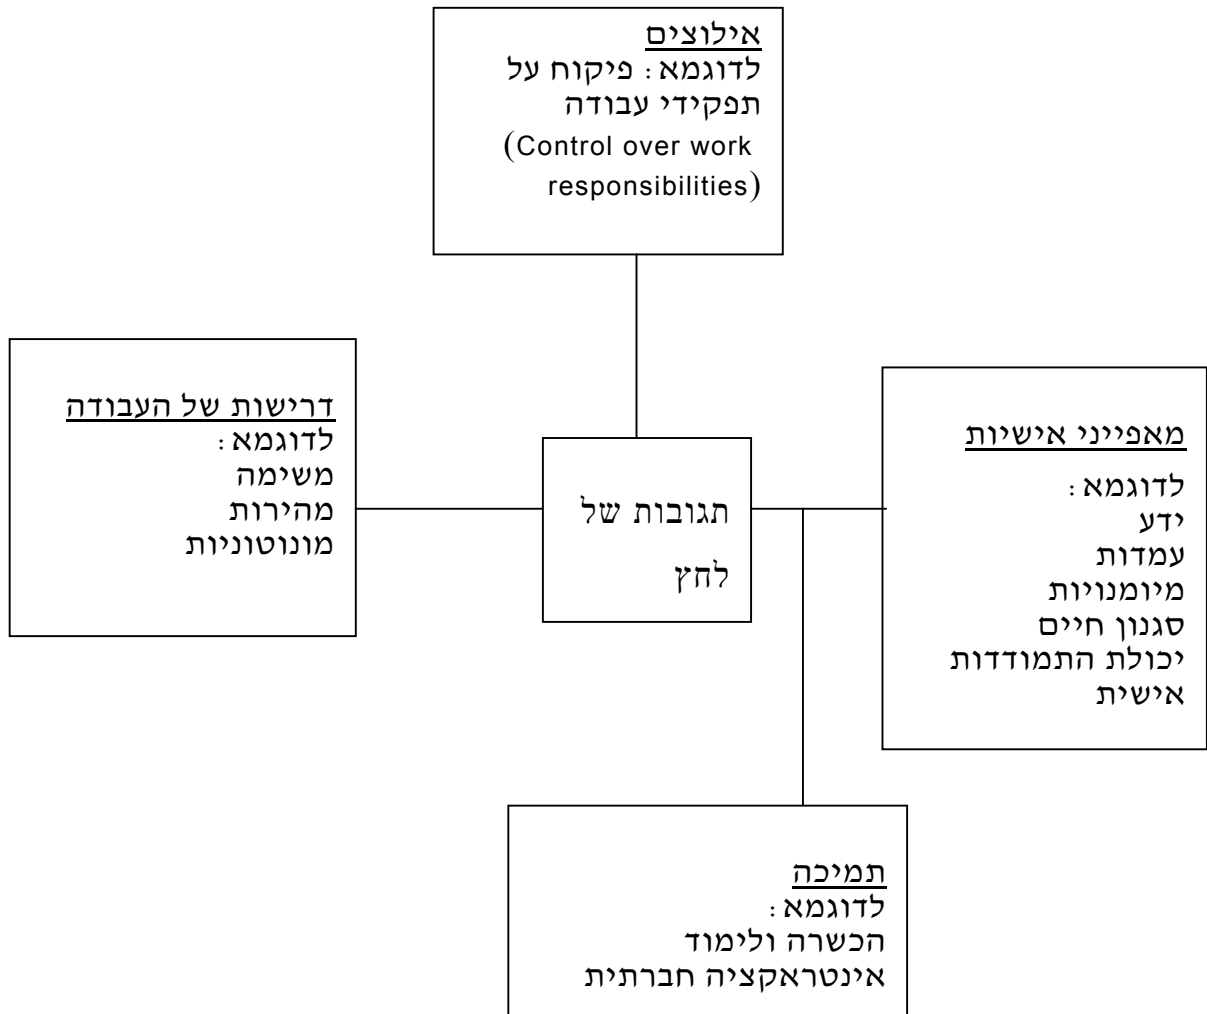 אילוצים
לדוגמא: פיקוח על
תפקידי עבודה
(Control over work
responsibilities)
מאפייני אישיות
לדוגמא:
ידע
עמדות
מיומנויות
סגנון חיים
יכולת התמודדות
אישית
תגובות של
לחץ
דרישות של העבודה
לדוגמא:
משימה
מהירות
מונוטוניות
תמיכה
לדוגמא:
הכשרה ולימוד
אינטראקציה חברתית